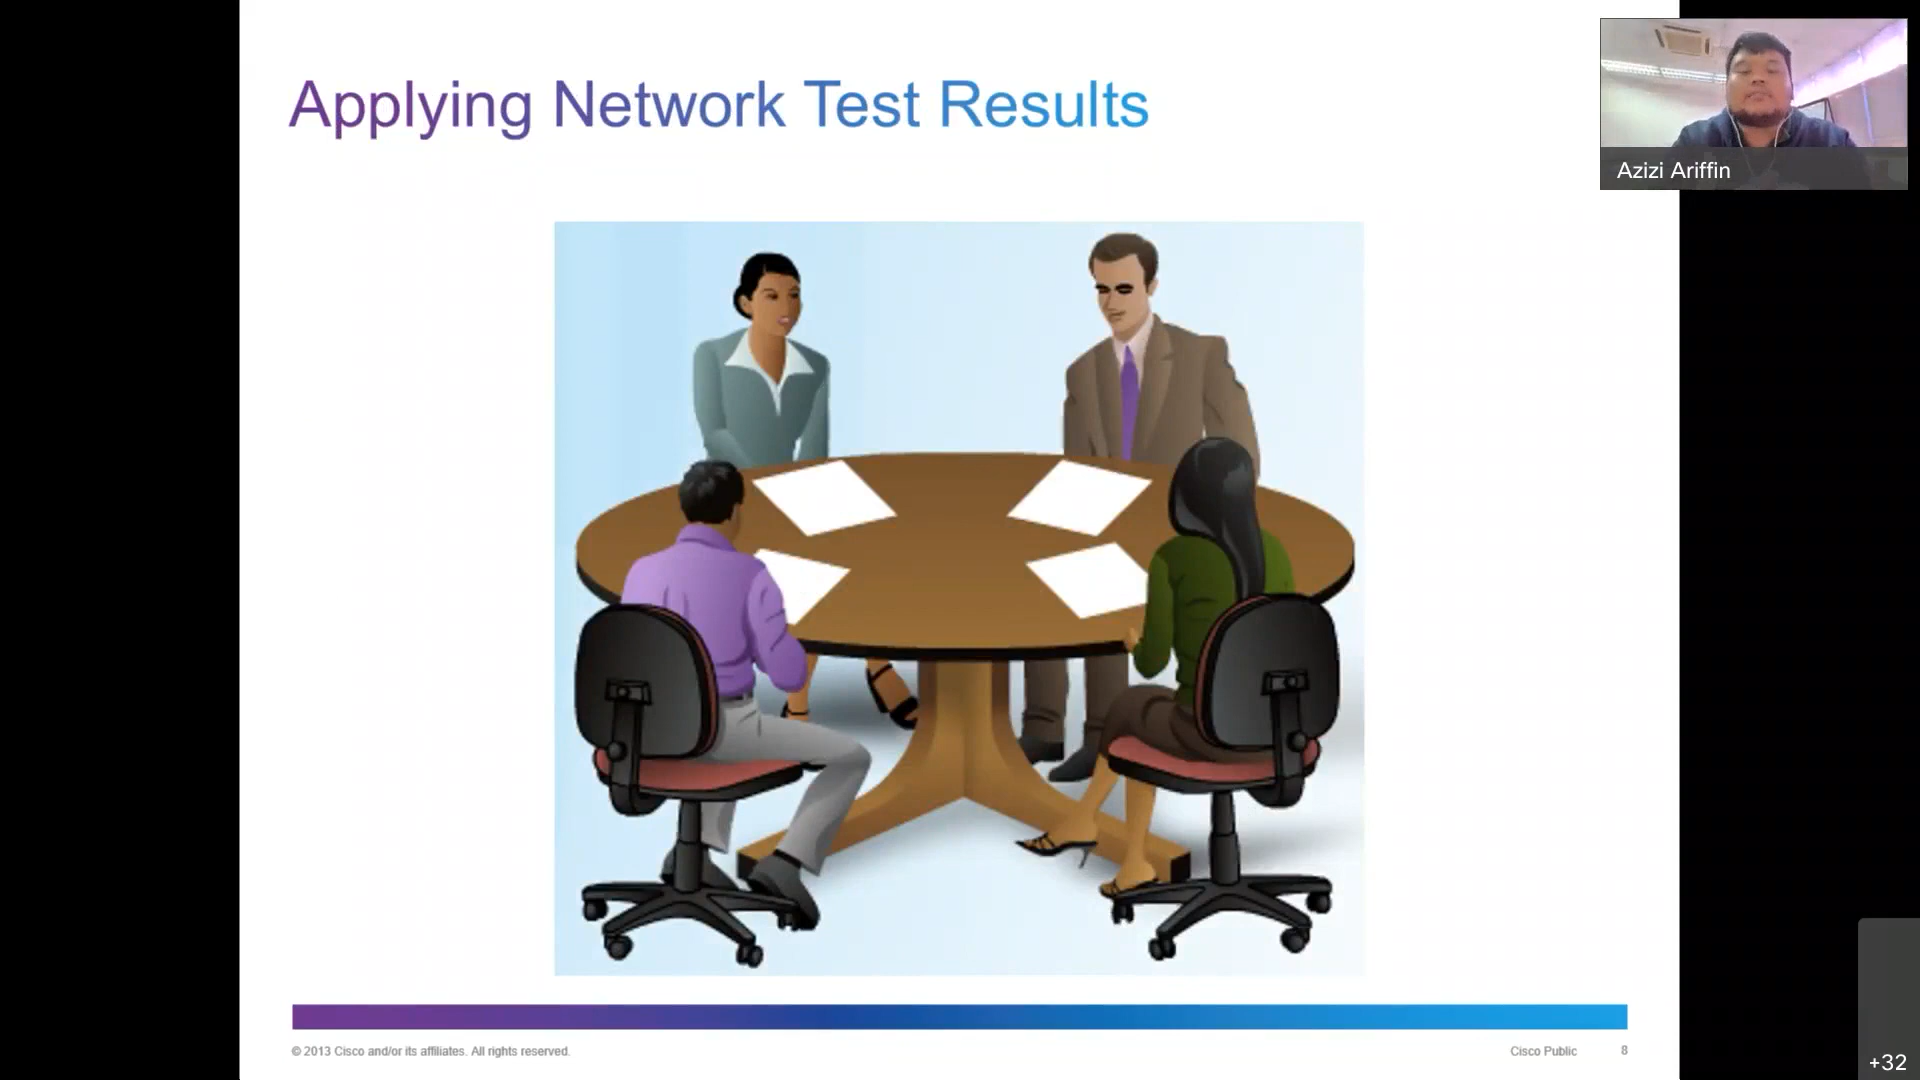 Applying Network Test Results
Azizi Ariffin
© 2013 Cisco and/or its affiliates. All rights reserved.
Cisco Public
8
+32